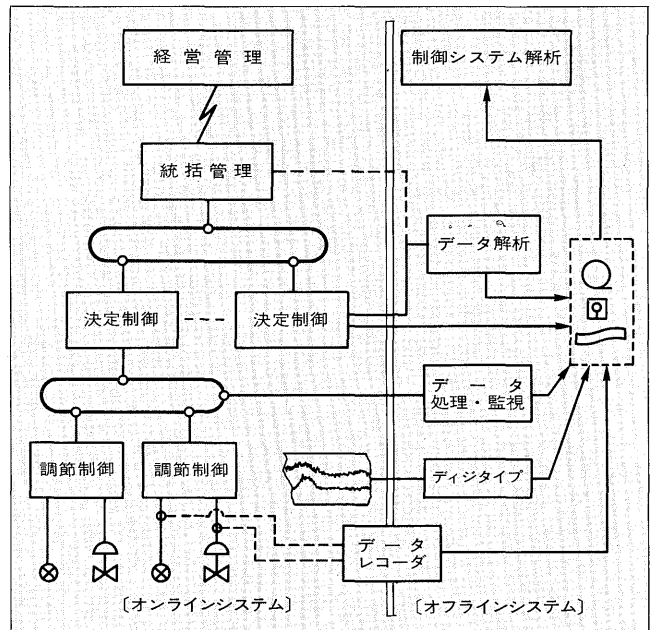 経営管理
制御システム解析
統括管理
データ解析
決定制御
決定制御
データ
処理・監視
調節制御
調節制御
ディジタイプ
データ
レコーダ
〔オンラインシステム〕
〔オフラインシステム〕